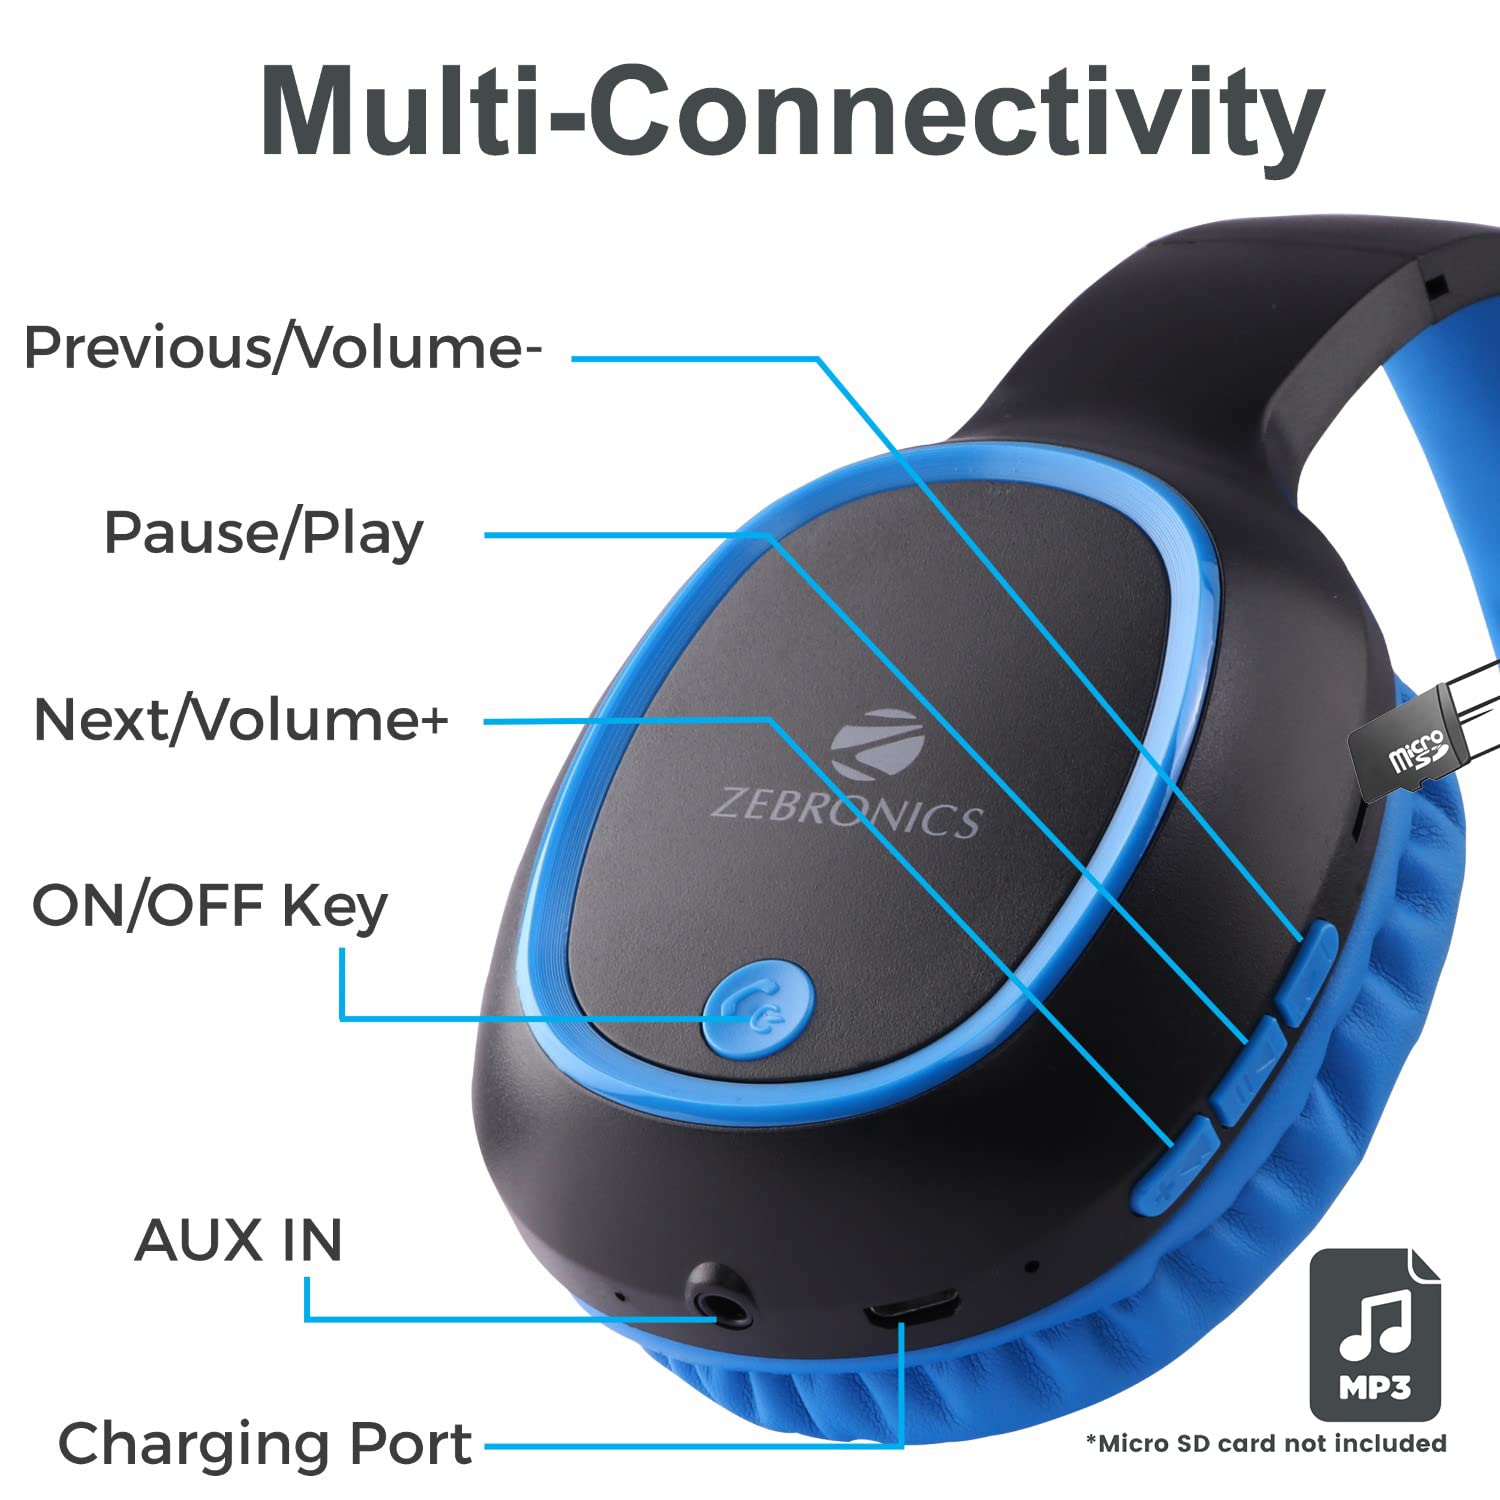 Multi-Connectivity
Previous/Volume-
Pause/Play
Next/Volume+
ZEBRONICS
micro
SD
ON/OFF Key
AUX IN
MP3
Charging Port
*Micro SD card not included